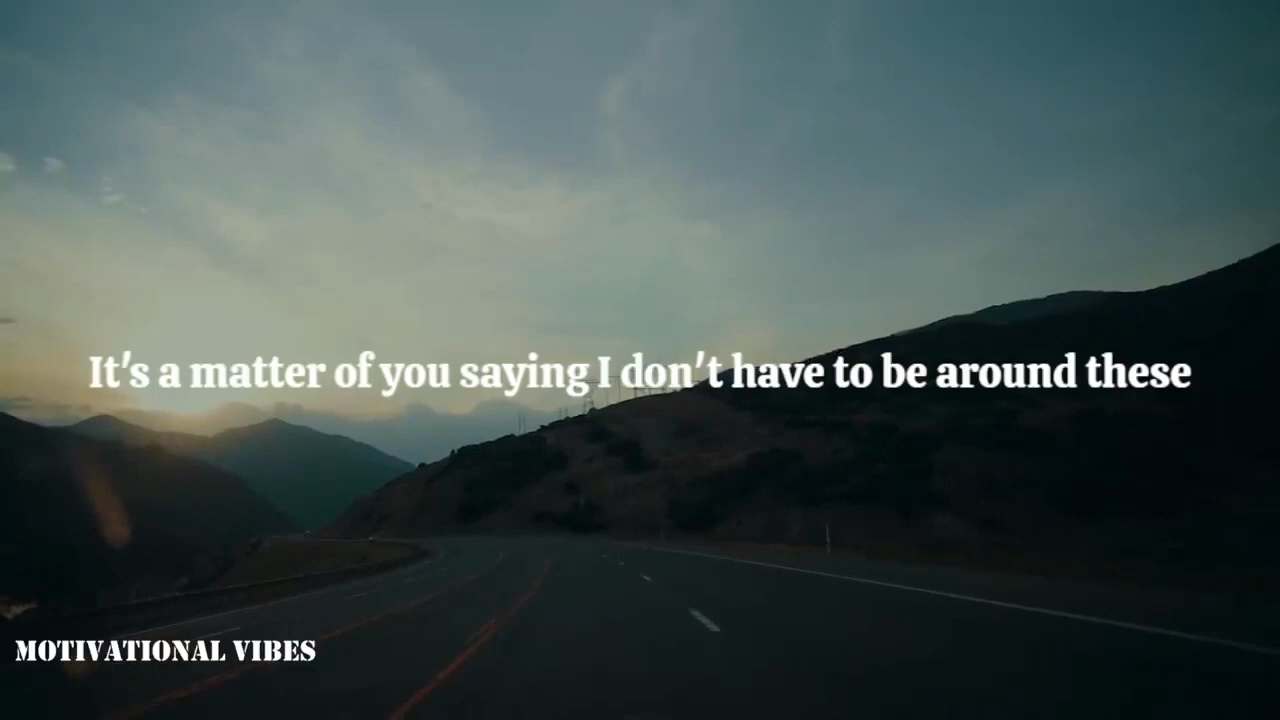 It's a matter of you saying I don't have to be around these
MOTIVATIONAL VIBES